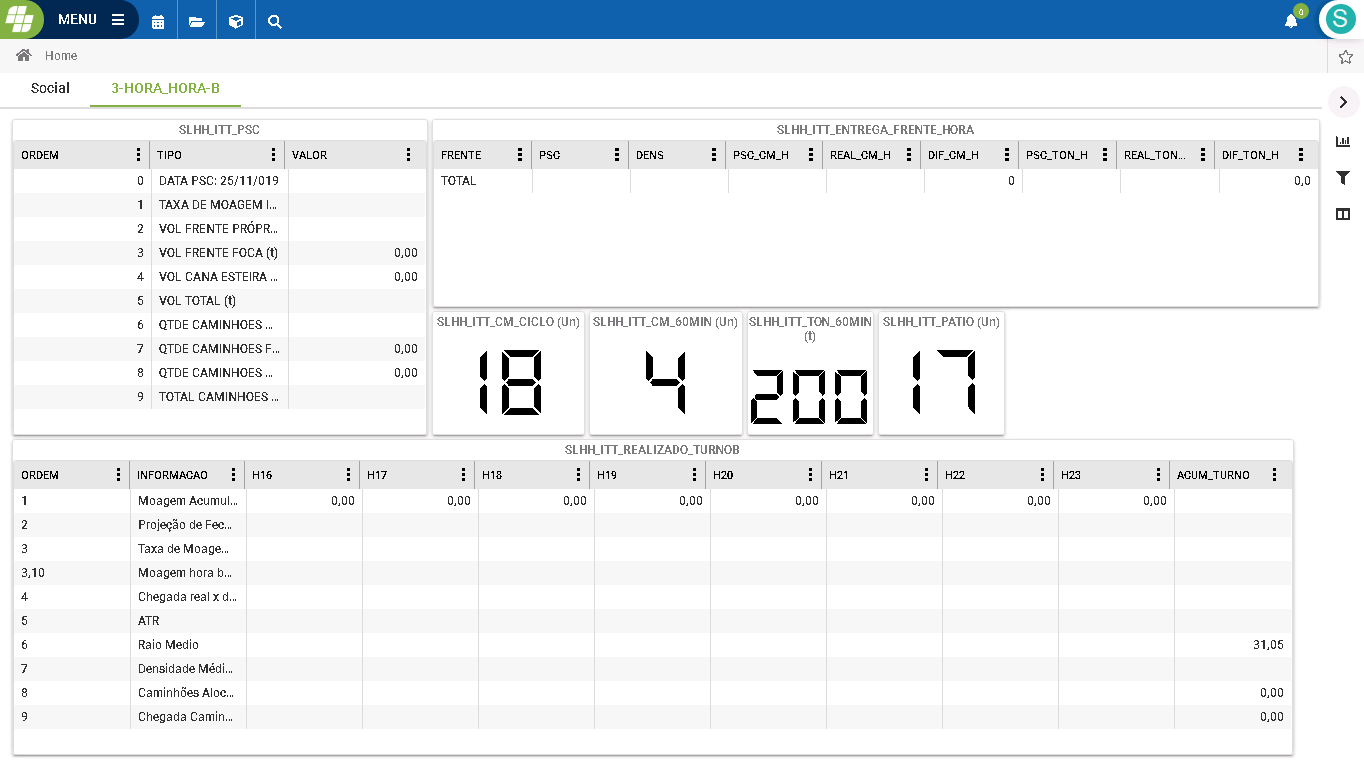 MENU
0
S
Home
Social 3-HORA_HORA-B
SLHH_ITT_PSC
ORDEM TIPO VALOR
0 DATA PSC: 25/11/019
1 TAXA DE MOAGEM I...
2 VOL FRENTE PRÓPR...
3 VOL FRENTE FOCA (t) 0,00
4 VOL CANA ESTEIRA ... 0,00
5 VOL TOTAL (t)
6 QTDE CAMINHOES ...
7 QTDE CAMINHOES F... 0,00
8 QTDE CAMINHOES ... 0,00
9 TOTAL CAMINHOES ...
SLHH_ITT_ENTREGA_FRENTE_HORA
FRENTE PSC DENS PSC_CM_H REAL_CM_H DIF_CM_H PSC_TON_H REAL_TON... DIF_TON_H
TOTAL 0 0,0
SLHH_ITT_CM_CICLO (Un)
18
SLHH_ITT_CM_60MIN (Un)
4
SLHH_ITT_TON_60MIN
(t)
200
SLHH_ITT_PATIO (Un)
17
SLHH_ITT_REALIZADO_TURNOB
ORDEM INFORMACAO H16 H17 H18 H19 H20 H21 H22 H23 ACUM_TURNO
1 Moagem Acumul... 0,00 0,00 0,00 0,00 0,00 0,00 0,00 0,00
2 Projeção de Fec...
3 Taxa de Moage...
3,10 Moagem hora b...
4 Chegada real x d...
5 ATR
6 Raio Medio 31,05
7 Densidade Médi...
8 Caminhões Aloc... 0,00
9 Chegada Camin... 0,00